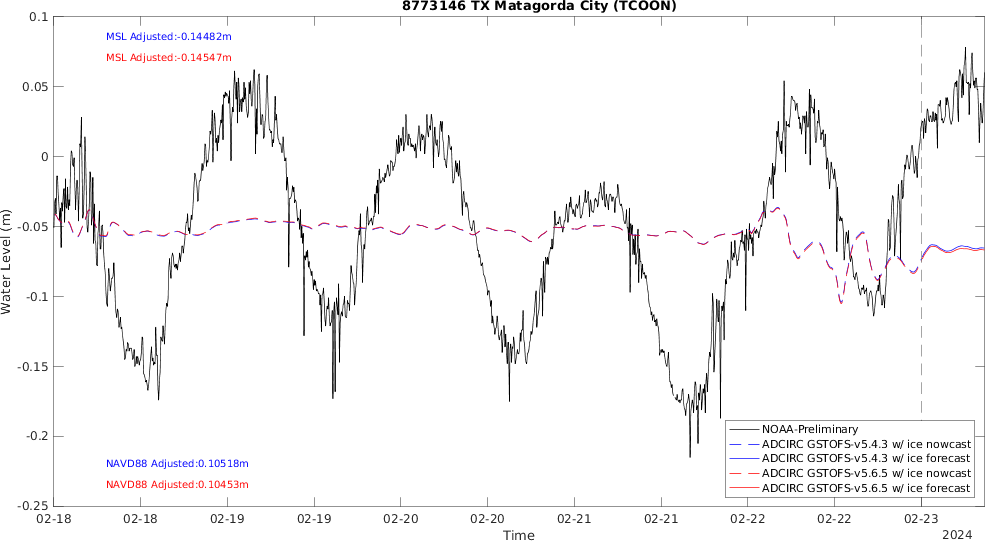 8773146 TX Matagorda City (TCOON)
MSL Adjusted:-0.14482m
MSL Adjusted:-0.14547m
0.1
0.05
0
-0.05
-0.1
-0.15
-0.2
-0.25
Water Level (m)
NAVD88 Adjusted:0.10518m
NAVD88 Adjusted:0.10453m
NOAA-Preliminary
ADCIRC GSTOFS-v5.4.3 w/ ice nowcast
ADCIRC GSTOFS-v5.4.3 w/ ice forecast
ADCIRC GSTOFS-v5.6.5 w/ ice nowcast
ADCIRC GSTOFS-v5.6.5 w/ ice forecast
02-18 02-18 02-19 02-19 02-20 02-20 02-21 02-21 02-22 02-22 02-23
Time
2024